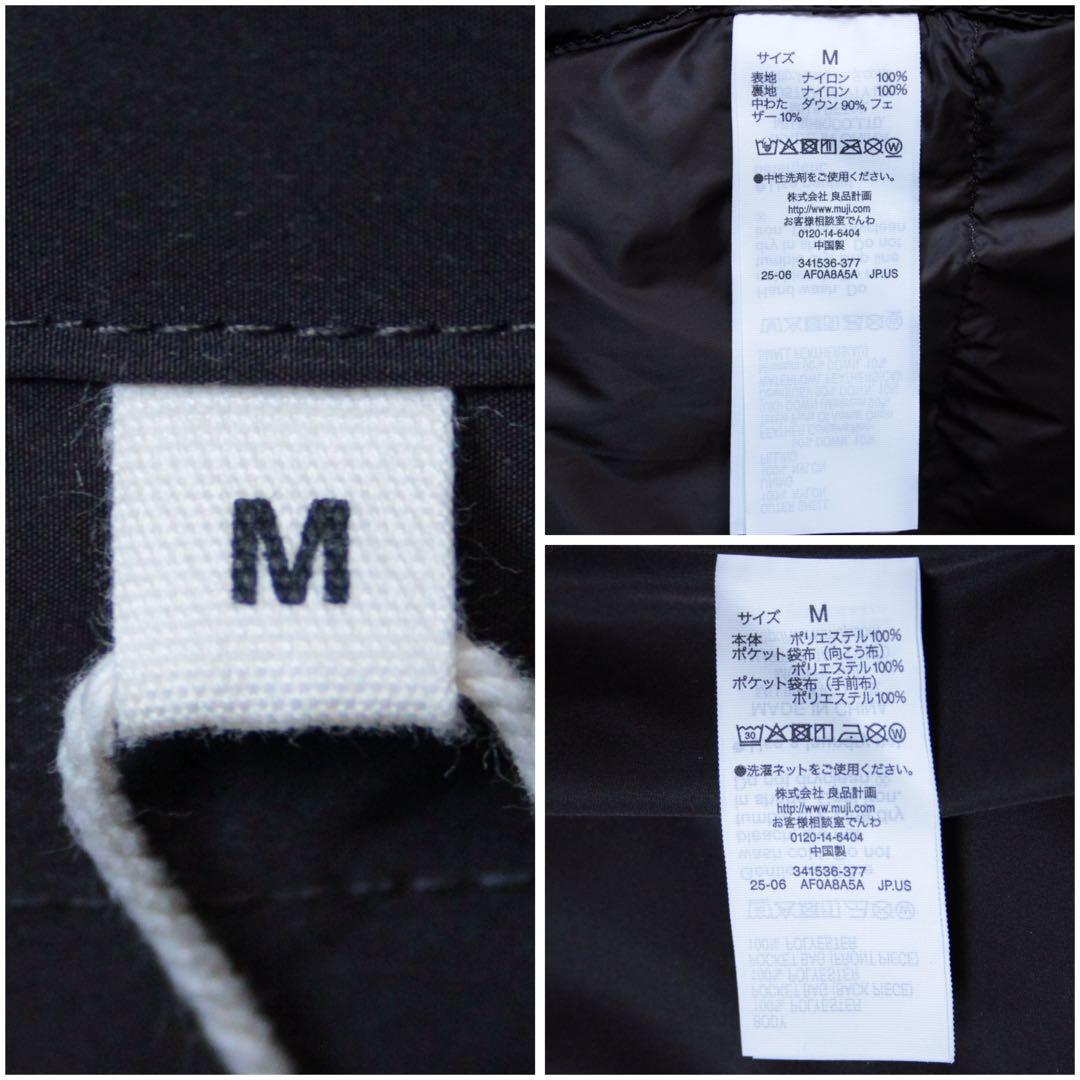 M
サイズ M
表地 ナイロン 100%
裏地 ナイロン 100%
中わた ダウン 90%, フェ
ザー 10%
●中性洗剤をご使用ください。
株式会社 良品計画
http://www.muji.com
お客様相談室でんわ
0120-14-6404
中国製
341536-377
25-06 AF0A8A5A JP.US
サイズ M
本体 ポリエステル100%
ポケット袋布（向こう布）
ポリエステル100%
ポケット袋布（手前布）
ポリエステル100%
30
●洗濯ネットをご使用ください。
株式会社 良品計画
http://www.muji.com
お客様相談室でんわ
0120-14-6404
中国製
341536-377
25-06 AF0A8A5A JP.US